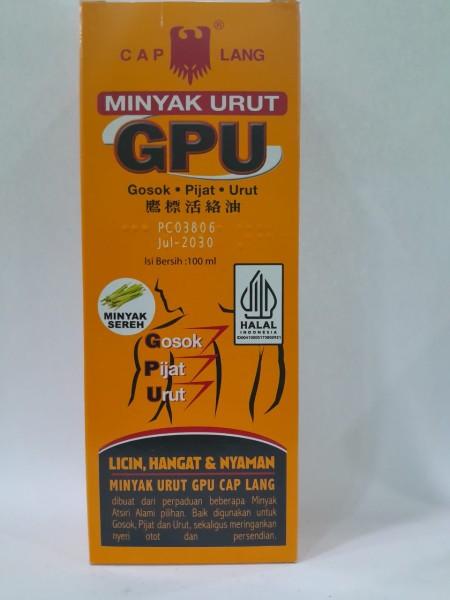 CAP LANG
®
MINYAK URUT
GPU
Gosok • Pijat • Urut
鷹標活絡油
PC03806
Jul-2030
Isi Bersih :100 ml
MINYAK
SEREH
HALAL
INDONESIA
Gosok
Pijat
Urut
LICIN, HANGAT & NYAMAN
MINYAK URUT GPU CAP LANG
dibuat dari perpaduan beberapa Minyak
Atsiri Alami pilihan. Baik digunakan untuk
Gosok, Pijat dan Urut, sekaligus meringankan
nyeri otot dan persendian.